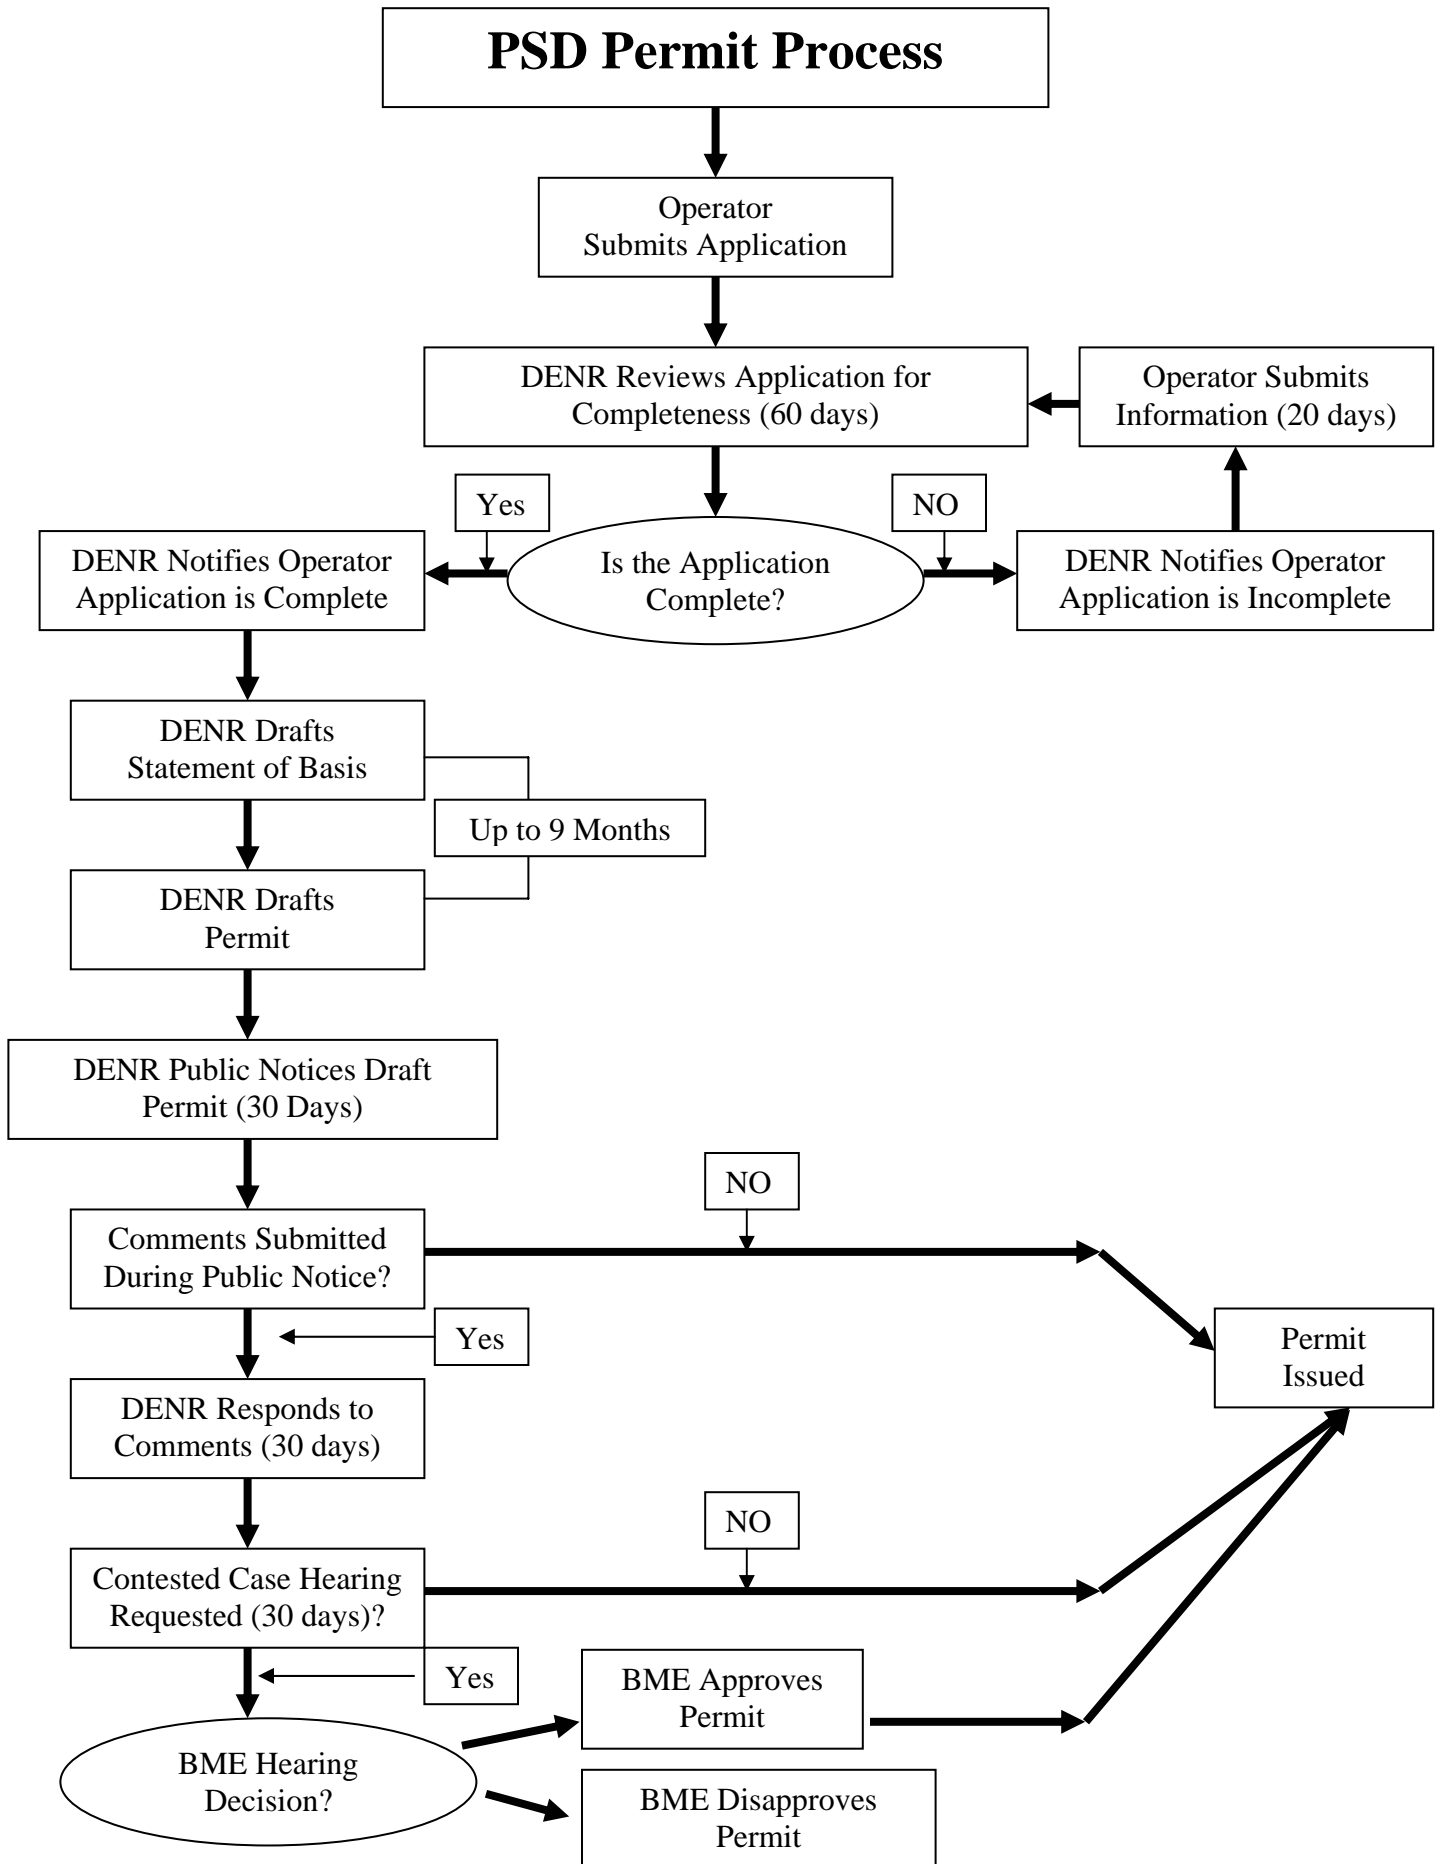 PSD Permit Process
Operator
Submits Application
DENR Reviews Application for
Completeness (60 days)
Operator Submits
Information (20 days)
Yes
NO
DENR Notifies Operator
Application is Complete
Is the Application
Complete?
DENR Notifies Operator
Application is Incomplete
DENR Drafts
Statement of Basis
Up to 9 Months
DENR Drafts
Permit
DENR Public Notices Draft
Permit (30 Days)
NO
Comments Submitted
During Public Notice?
Yes
Permit
Issued
DENR Responds to
Comments (30 days)
NO
Contested Case Hearing
Requested (30 days)?
Yes
BME Approves
Permit
BME Hearing
Decision?
BME Disapproves
Permit